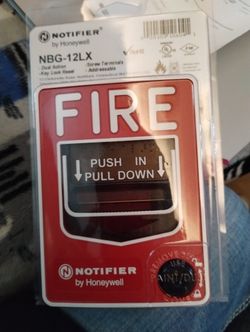 NOTIFIER
by Honeywell
NBG-12LX
- Dual Action
- Key Lock Reset
- Screw Terminals
- Addressable
FIRE
PUSH IN
PULL DOWN
NOTIFIER
by Honeywell